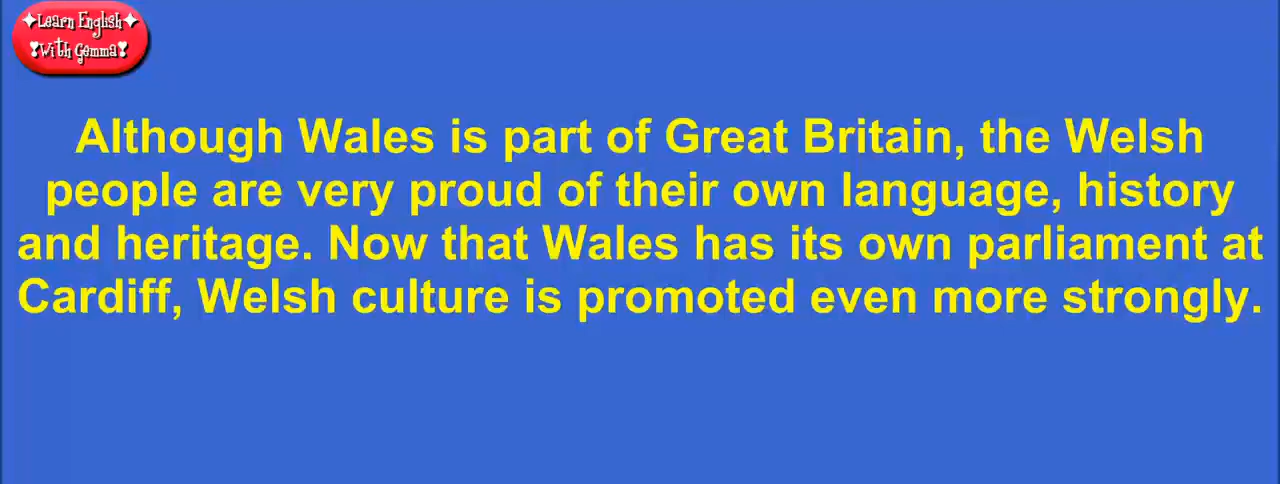 ✦Learn English✦
❣With Gemma❣
Although Wales is part of Great Britain, the Welsh
people are very proud of their own language, history
and heritage. Now that Wales has its own parliament at
Cardiff, Welsh culture is promoted even more strongly.